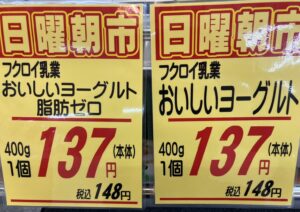 日曜朝市
フクロイ乳業
おいしいヨーグルト
脂肪ゼロ
400g
1個
137円
(本体)
税込148円
日曜朝市
フクロイ乳業
おいしいヨーグルト
400g
1個
137円
(本体)
税込148円